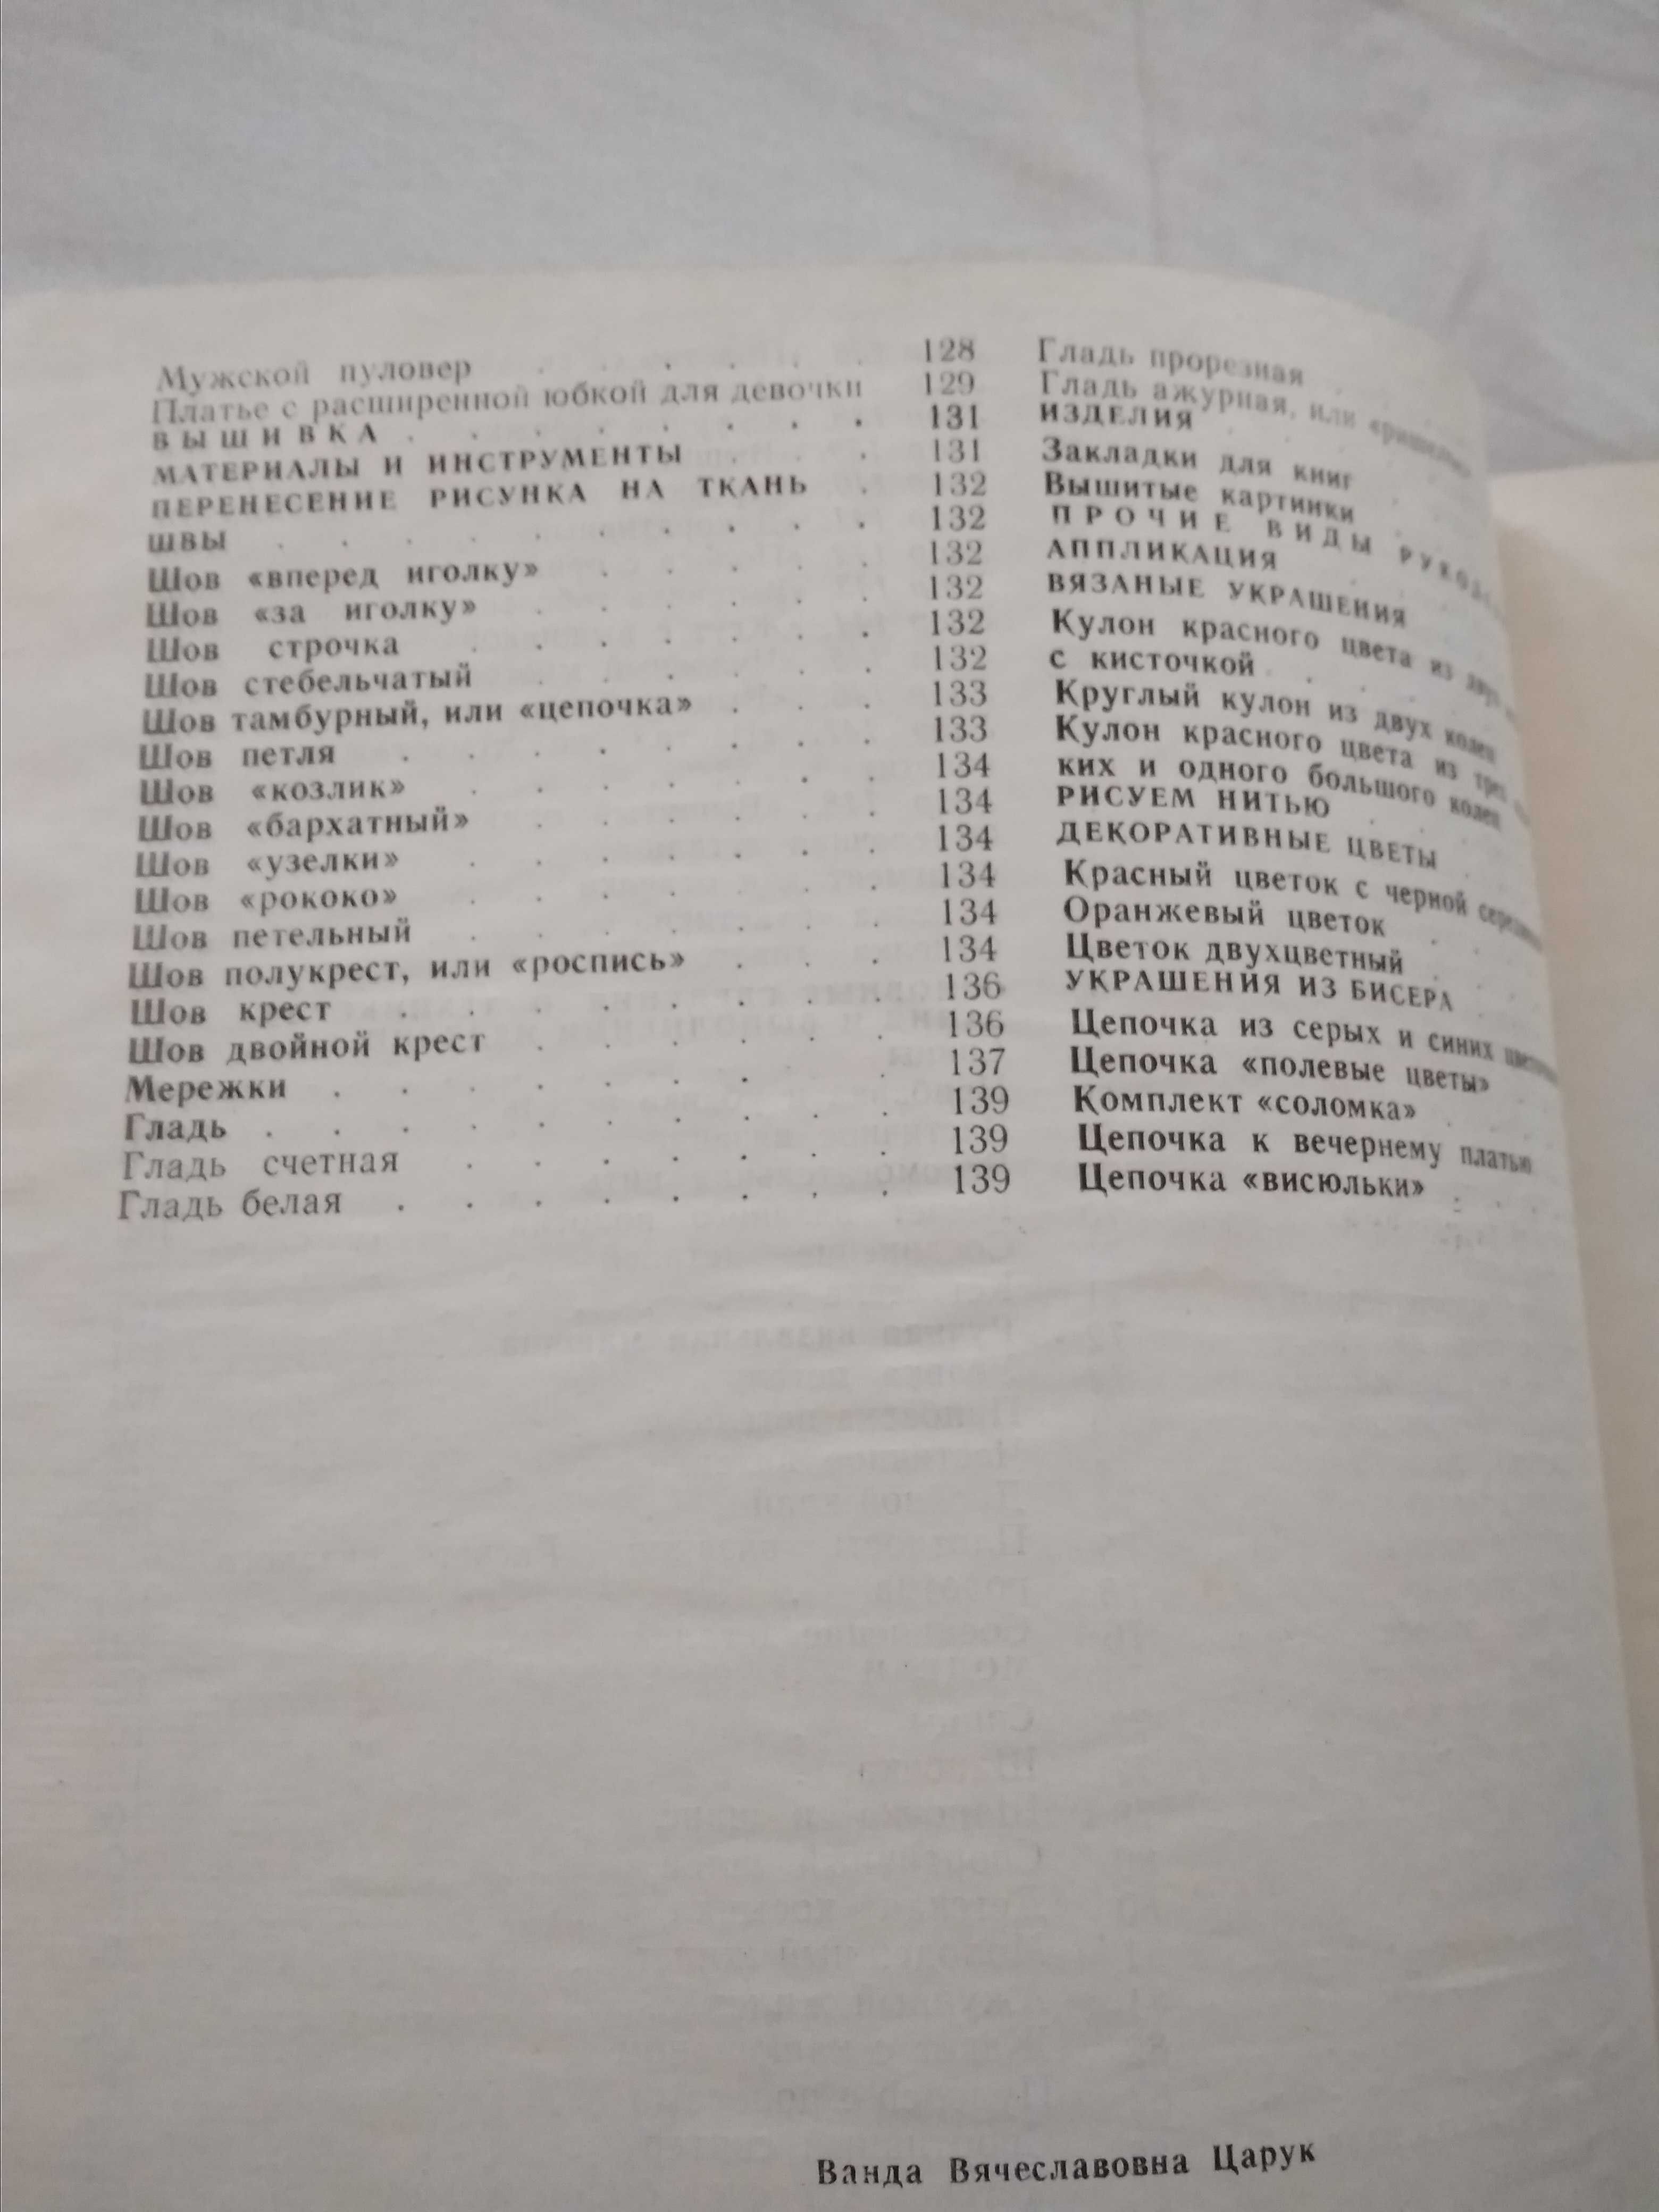 Мужской пуловер 128
Платье с расширенной юбкой для девочки 129
ВЫШИВКА 131
МАТЕРИАЛЫ И ИНСТРУМЕНТЫ 131
ПЕРЕНЕСЕНИЕ РИСУНКА НА ТКАНЬ 132
ШВЫ 132
Шов «вперед иголку» 132
Шов «за иголку» 132
Шов строчка 132
Шов стебельчатый 132
Шов тамбурный, или «цепочка» 133
Шов петля 133
Шов «козлик» 134
Шов «бархатный» 134
Шов «узелки» 134
Шов «рококо» 134
Шов петельный 134
Шов полукрест, или «роспись» 134
Шов крест 136
Шов двойной крест 136
Мережки 137
Гладь 139
Гладь счетная 139
Гладь белая 139
Гладь прорезная
Гладь ажурная, или
ИЗДЕЛИЯ
Закладки для книг
Вышитые картинки
ПРОЧИЕ ВИДЫ
АППЛИКАЦИЯ
ВЯЗАНЫЕ УКРАШЕНИЯ
Кулон красного цвета из
с кисточкой
Круглый кулон из двух колец
Кулон красного цвета из трех
ких и одного большого колец
РИСУЕМ НИТЬЮ
ДЕКОРАТИВНЫЕ ЦВЕТЫ
Красный цветок с черной
Оранжевый цветок
Цветок двухцветный
УКРАШЕНИЯ ИЗ БИСЕРА
Цепочка из серых и синих
Цепочка «полевые цветы»
Комплект «соломка»
Цепочка к вечернему платью
Цепочка «висюльки»
Ванда Вячеславовна Царук